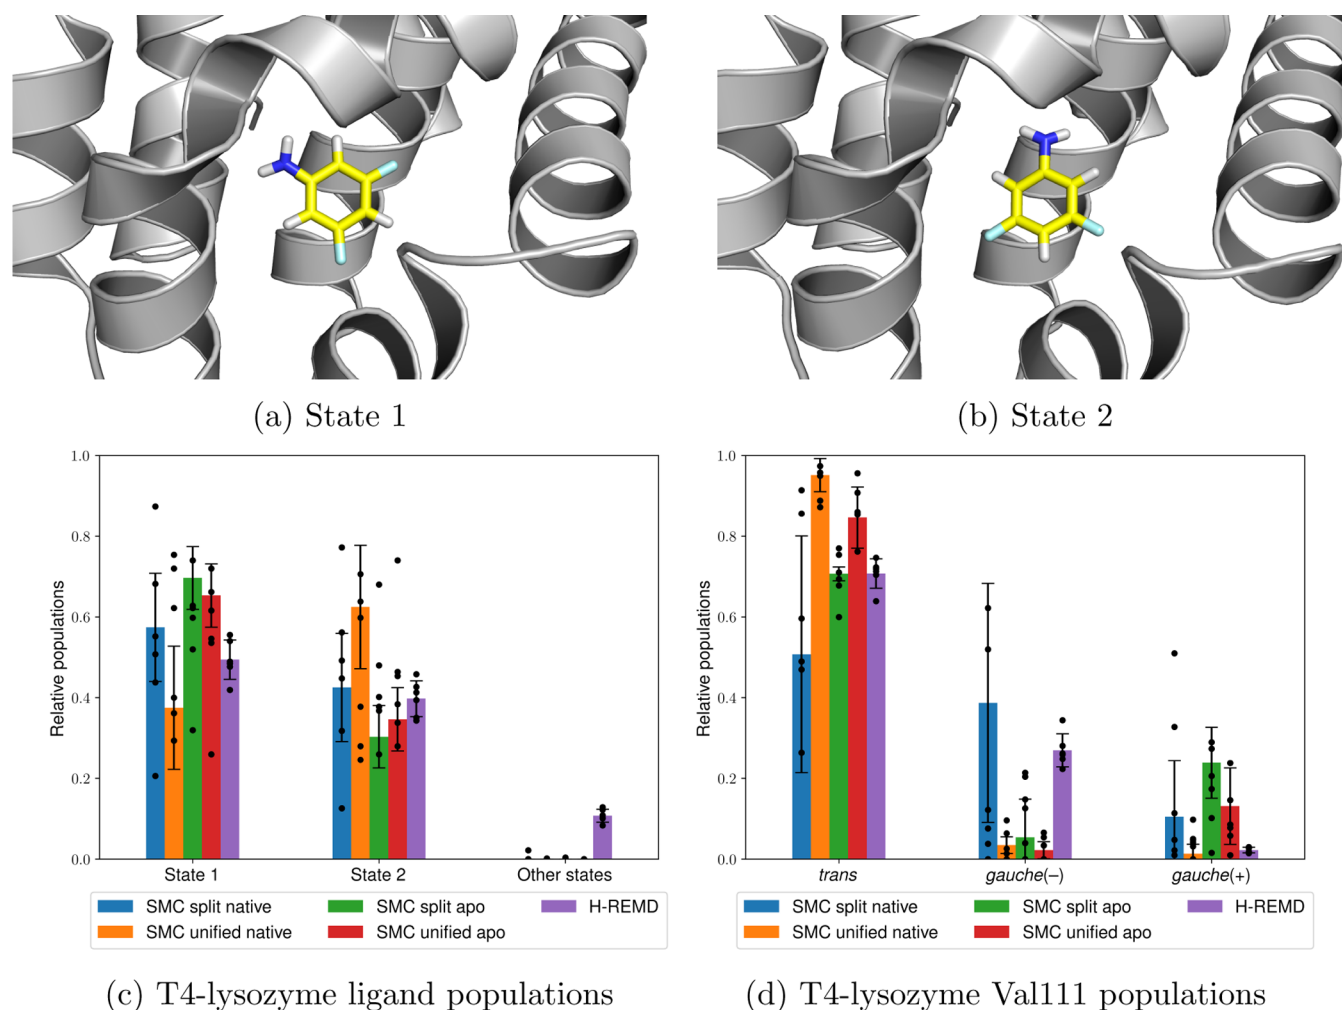 (a) State 1
(b) State 2
1.0
0.8
0.6
0.4
0.2
0.0
Relative populations
State 1 State 2 Other states
SMC split native SMC split apo H-REMD
SMC unified native SMC unified apo
(c) T4-lysozyme ligand populations
1.0
0.8
0.6
0.4
0.2
0.0
Relative populations
trans gauche(–) gauche(+)
SMC split native SMC split apo H-REMD
SMC unified native SMC unified apo
(d) T4-lysozyme Val111 populations